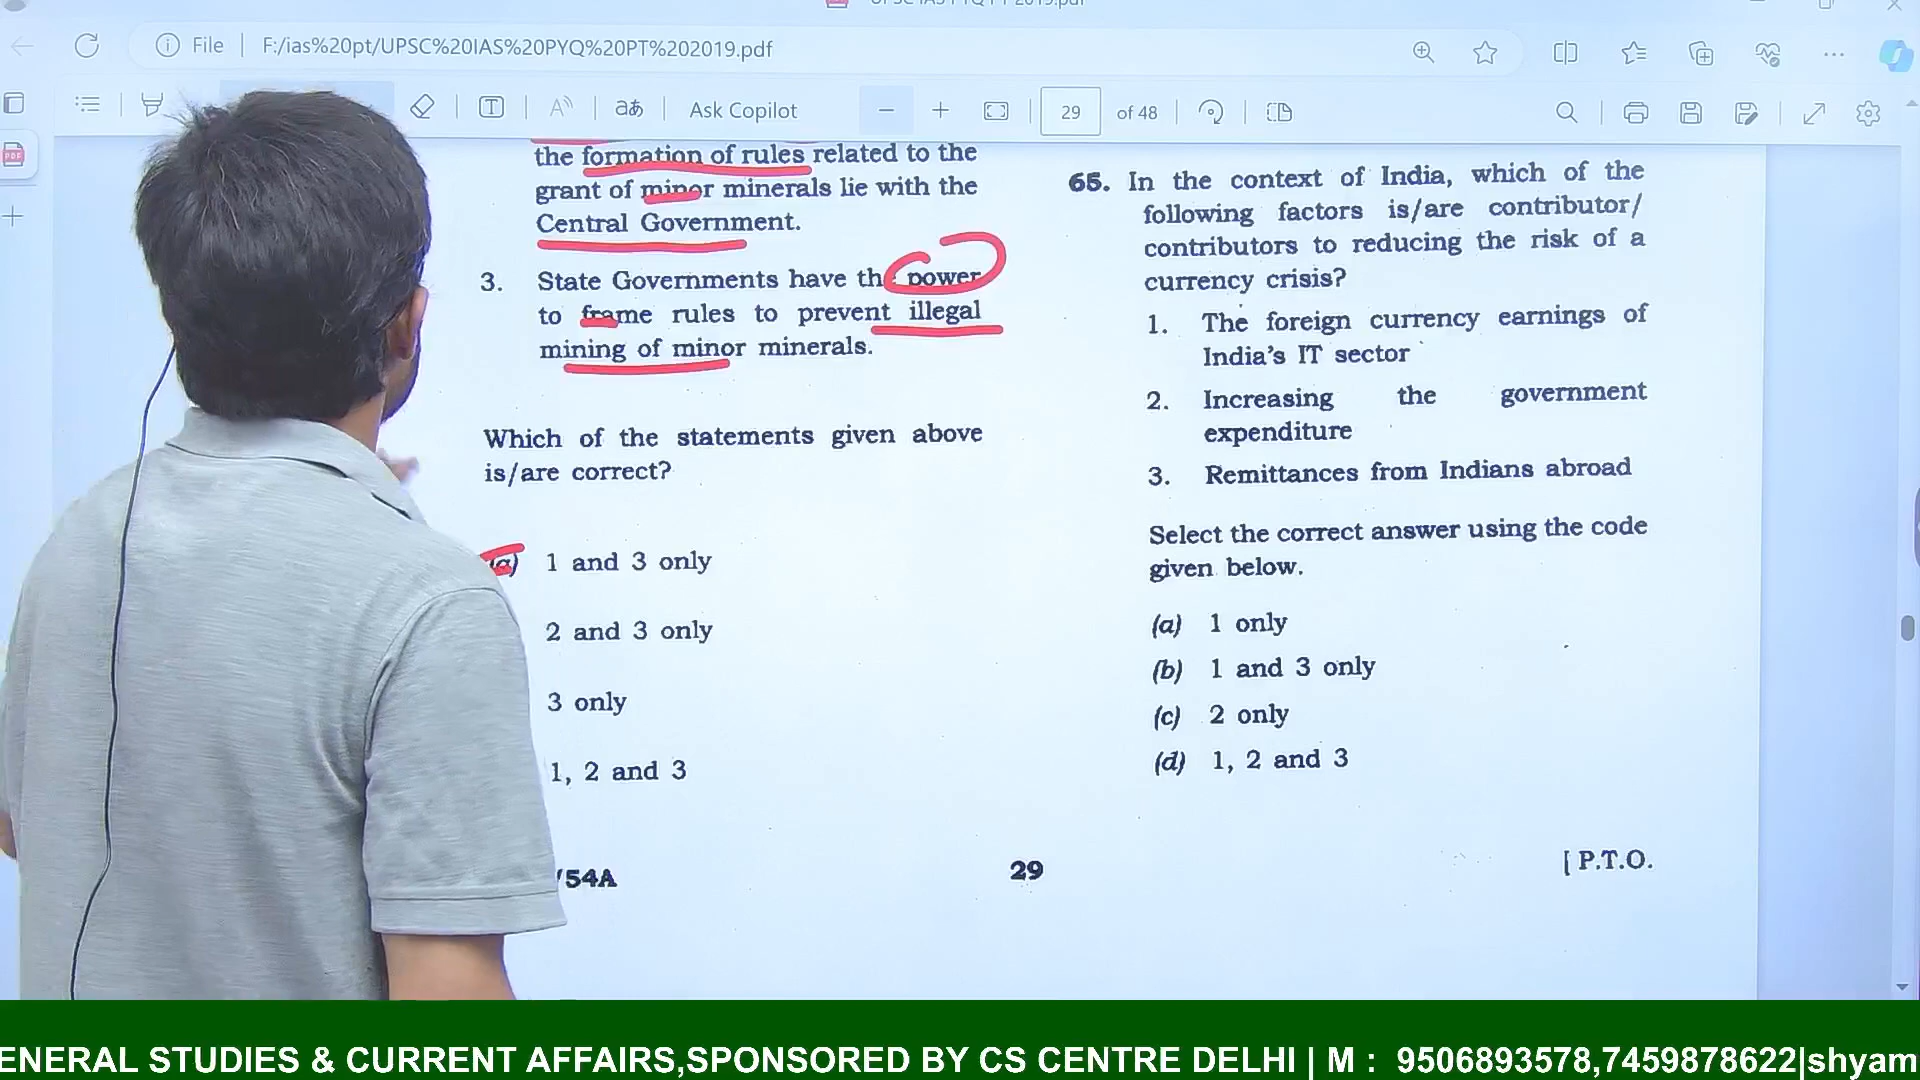 File
F:/ias%20pt/UPSC%20IAS%20PYQ%20PT%202019.pdf
Ask Copilot
29 of 48
the formation of rules related to the
grant of minor minerals lie with the
Central Government.
3. State Governments have the power
to frame rules to prevent illegal
mining of minor minerals.
Which of the statements given above
is/are correct?
(a) 1 and 3 only
2 and 3 only
3 only
1, 2 and 3
/54A
65. In the context of India, which of the
following factors is/are contributor/
contributors to reducing the risk of a
currency crisis?
1. The foreign currency earnings of
India's IT sector
2. Increasing the government
expenditure
3. Remittances from Indians abroad
Select the correct answer using the code
given below.
(a) 1 only
(b) 1 and 3 only
(c) 2 only
(d) 1, 2 and 3
29
[ P.T.O.
ENERAL STUDIES & CURRENT AFFAIRS,SPONSORED BY CS CENTRE DELHI | M : 9506893578,7459878622|shyam